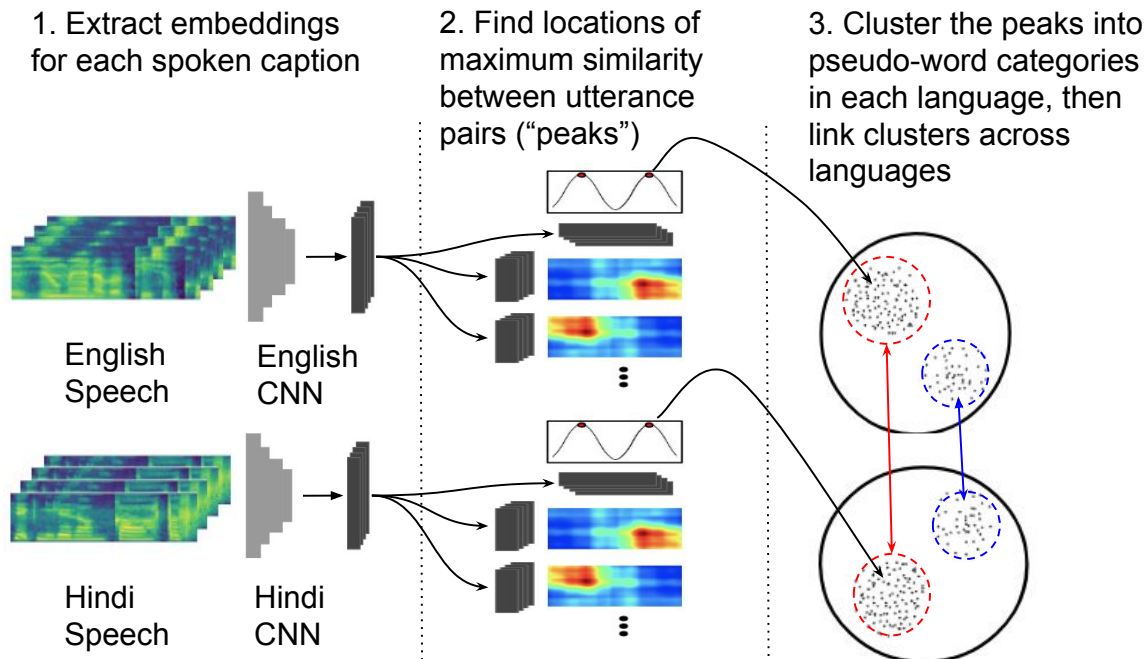 1. Extract embeddings
for each spoken caption
2. Find locations of
maximum similarity
between utterance
pairs (“peaks”)
3. Cluster the peaks into
pseudo-word categories
in each language, then
link clusters across
languages
English
Speech
English
CNN
Hindi
Speech
Hindi
CNN